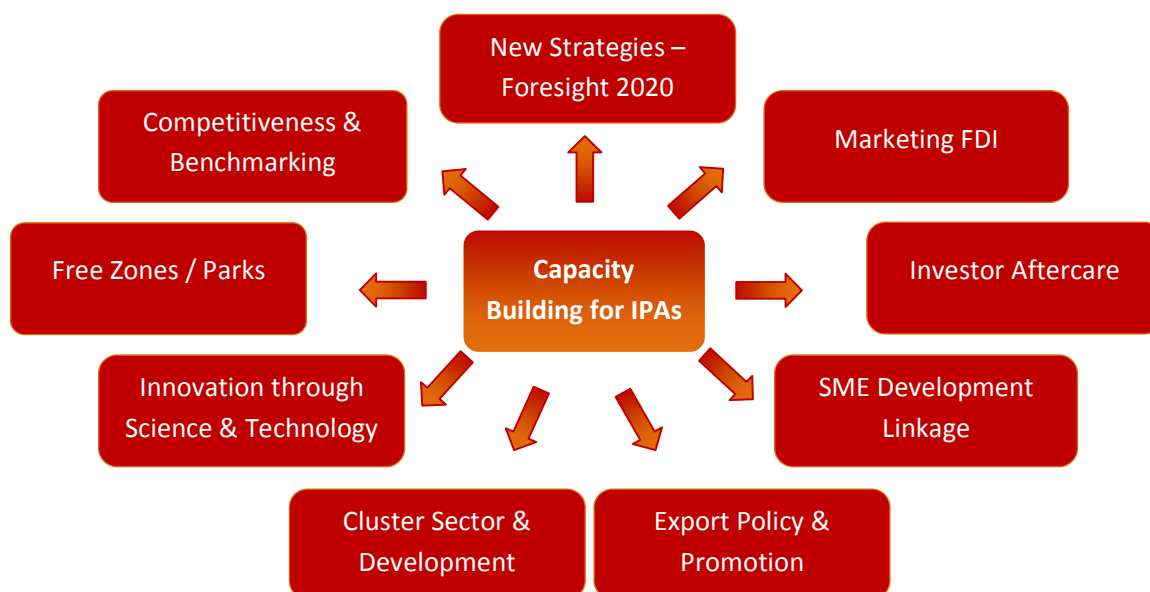 New Strategies –
Foresight 2020
Competitiveness &
Benchmarking
Marketing FDI
Free Zones / Parks
Capacity
Building for IPAs
Investor Aftercare
Innovation through
Science & Technology
SME Development
Linkage
Cluster Sector &
Development
Export Policy &
Promotion